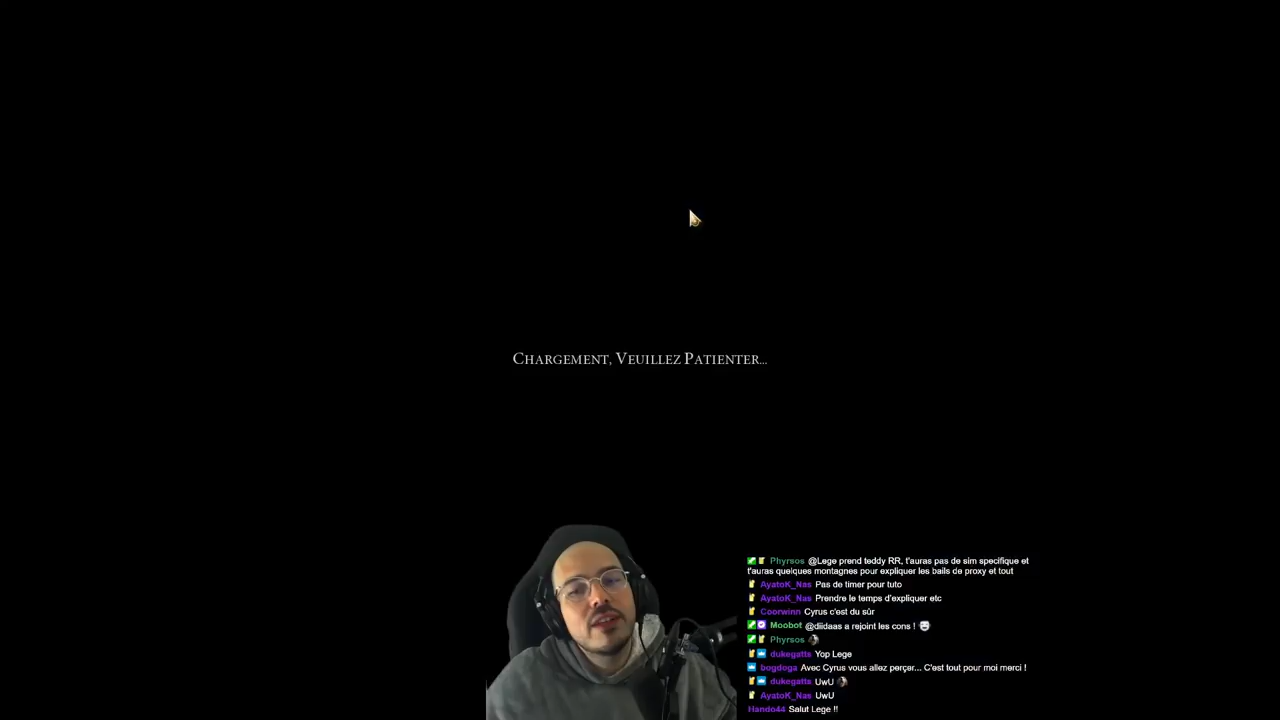 Chargement, Veuillez Patienter...
Phyrsos @Lege prend teddy RR, t'auras pas de sim specifique et
t'auras quelques montagnes pour expliquer les bails de proxy et tout
AyatoK_Nas Pas de timer pour tuto
AyatoK_Nas Prendre le temps d'expliquer etc
Coorwinn Cyrus c'est du sûr
Moobot @diidaas a rejoint les cons !
Phyrsos
dukegatts Yop Lege
bogdoga Avec Cyrus vous allez perçer... C'est tout pour moi merci !
dukegatts UwU
AyatoK_Nas UwU
Hando44 Salut Lege !!